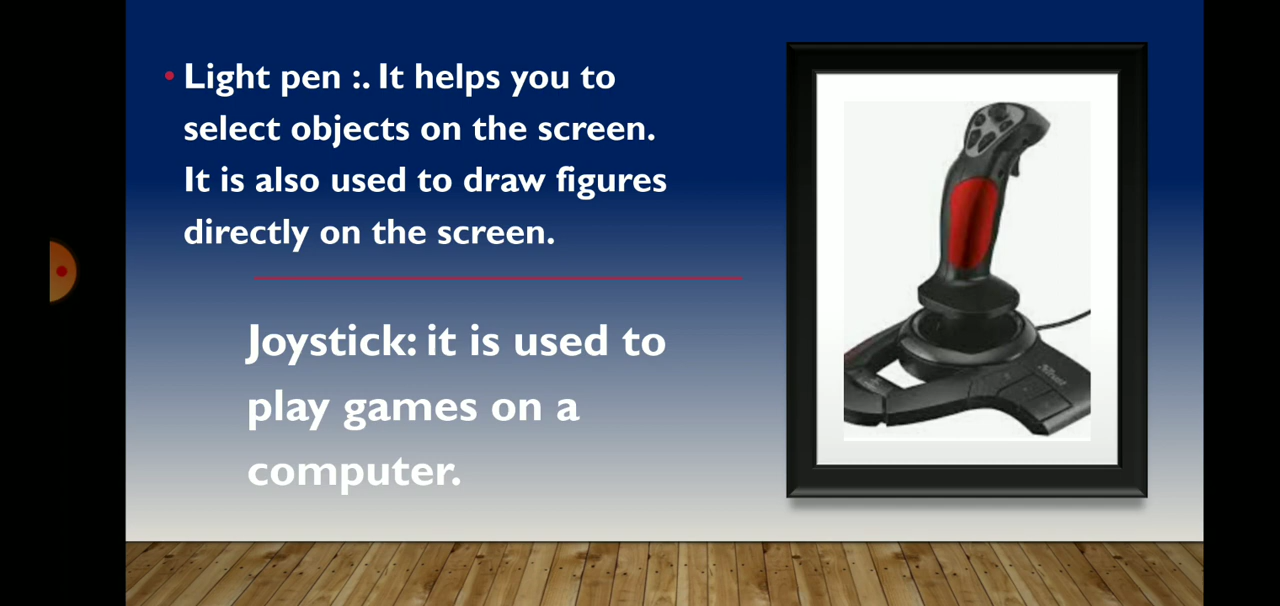 Light pen :. It helps you to
select objects on the screen.
It is also used to draw figures
directly on the screen.
Joystick: it is used to
play games on a
computer.
Trust